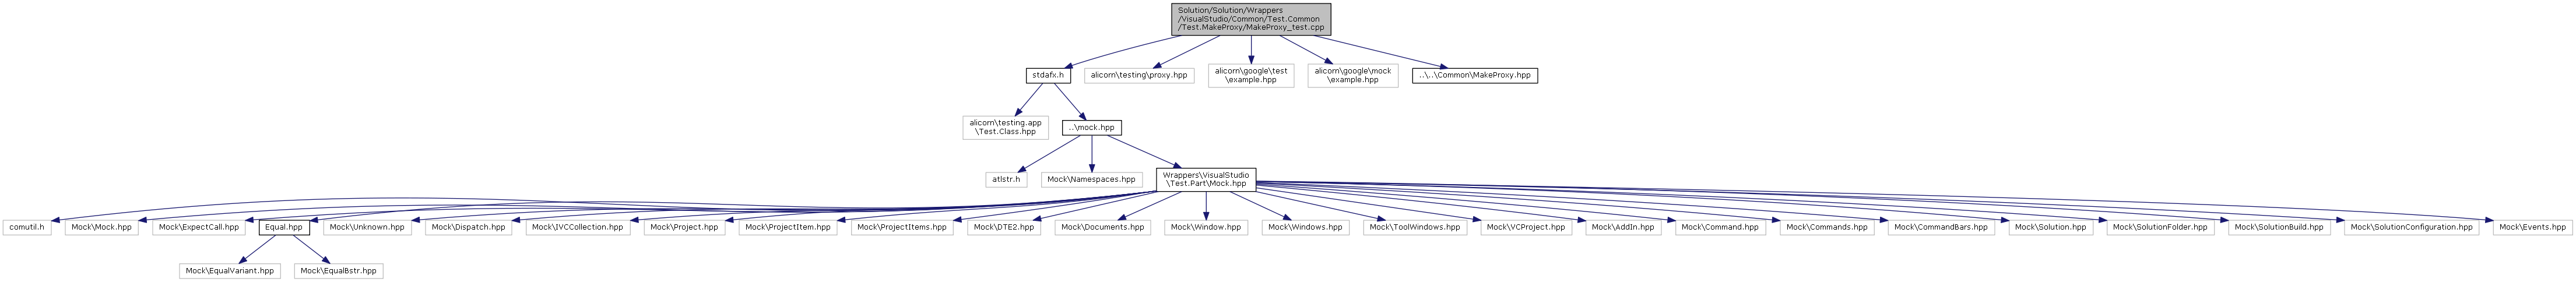 Solution/Solution/Wrappers
/VisualStudio/Common/Test.Common
/Test.MakeProxy/MakeProxy_test.cpp
stdafx.h
alicorn\testing\proxy.hpp
alicorn\google\test
\example.hpp
alicorn\google\mock
\example.hpp
..\..\Common\MakeProxy.hpp
alicorn\testing.app
\Test.Class.hpp
..\mock.hpp
atlstr.h
Mock\Namespaces.hpp
Wrappers\VisualStudio
\Test.Part\Mock.hpp
comutil.h
Mock\Mock.hpp
Mock\ExpectCall.hpp
Equal.hpp
Mock\Unknown.hpp
Mock\Dispatch.hpp
Mock\IVCCollection.hpp
Mock\Project.hpp
Mock\ProjectItem.hpp
Mock\ProjectItems.hpp
Mock\DTE2.hpp
Mock\Documents.hpp
Mock\Window.hpp
Mock\Windows.hpp
Mock\ToolWindows.hpp
Mock\VCProject.hpp
Mock\AddIn.hpp
Mock\Command.hpp
Mock\Commands.hpp
Mock\CommandBars.hpp
Mock\Solution.hpp
Mock\SolutionFolder.hpp
Mock\SolutionBuild.hpp
Mock\SolutionConfiguration.hpp
Mock\Events.hpp
Mock\EqualVariant.hpp
Mock\EqualBstr.hpp